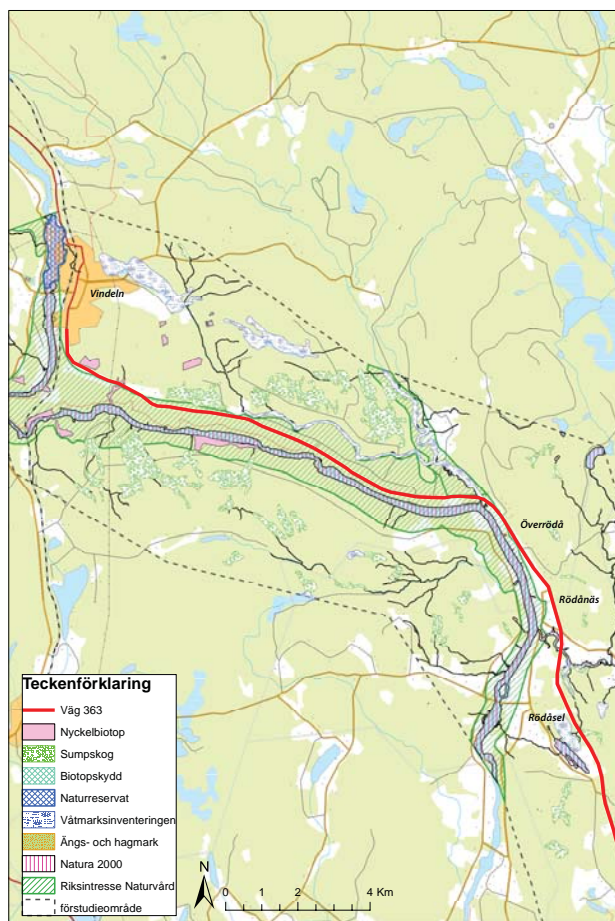 Vindeln
Överrödå
Rödånäs
Rödåsel
Teckenförklaring
Väg 363
Nyckelbiotop
Sumpskog
Biotopskydd
Naturreservat
Våtmarksinventeringen
Ängs- och hagmark
Natura 2000
Riksintresse Naturvård
förstudieområde
N
0 1 2 4 Km